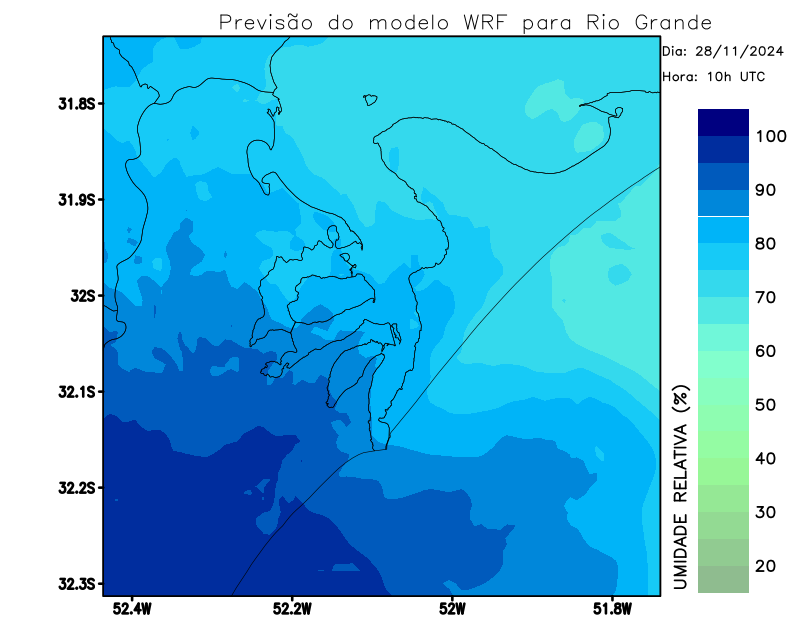 Previsão do modelo WRF para Rio Grande
Dia: 28/11/2024
Hora: 10h UTC
31.8S
31.9S
32S
32.1S
32.2S
32.3S
52.4W
52.2W
52W
51.8W
100
90
80
70
60
50
40
30
20
UMIDADE RELATIVA (%)